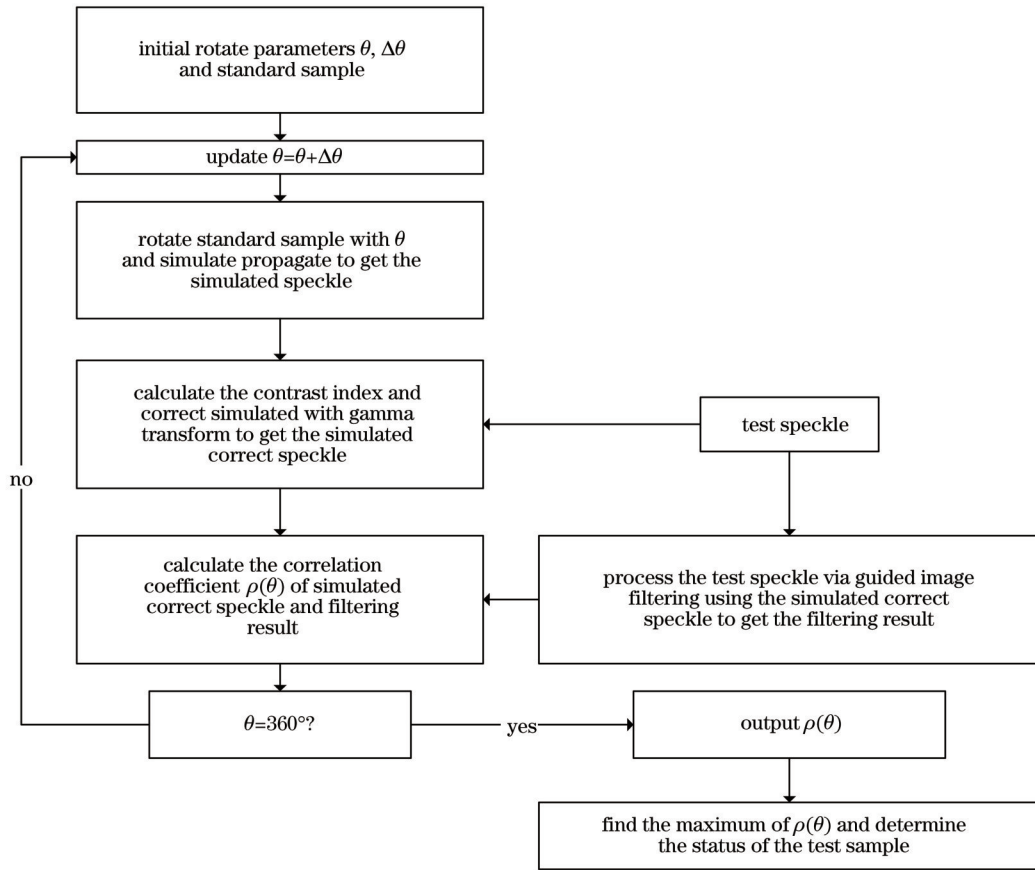 initial rotate parameters θ, Δθ
and standard sample
update θ=θ+Δθ
rotate standard sample with θ
and simulate propagate to get the
simulated speckle
calculate the contrast index and
correct simulated with gamma
transform to get the simulated
correct speckle
test speckle
no
calculate the correlation
coefficient ρ(θ) of simulated
correct speckle and filtering
result
process the test speckle via guided image
filtering using the simulated correct
speckle to get the filtering result
θ=360°?
yes
output ρ(θ)
find the maximum of ρ(θ) and determine
the status of the test sample